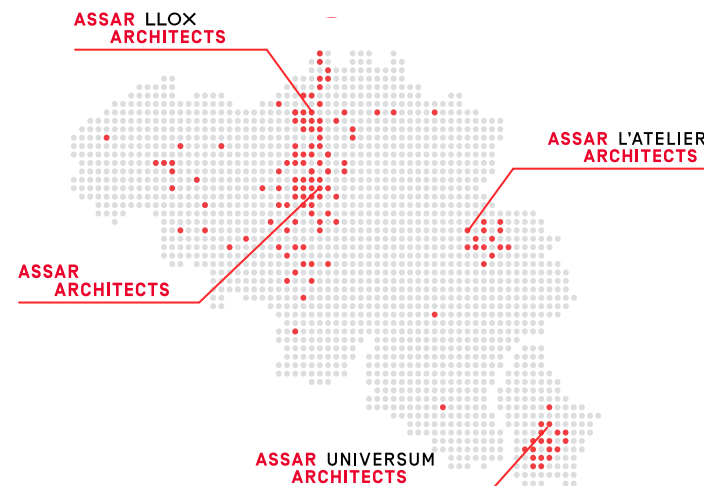 ASSAR LLOX
ARCHITECTS
ASSAR L'ATELIER
ARCHITECTS
ASSAR
ARCHITECTS
ASSAR UNIVERSUM
ARCHITECTS